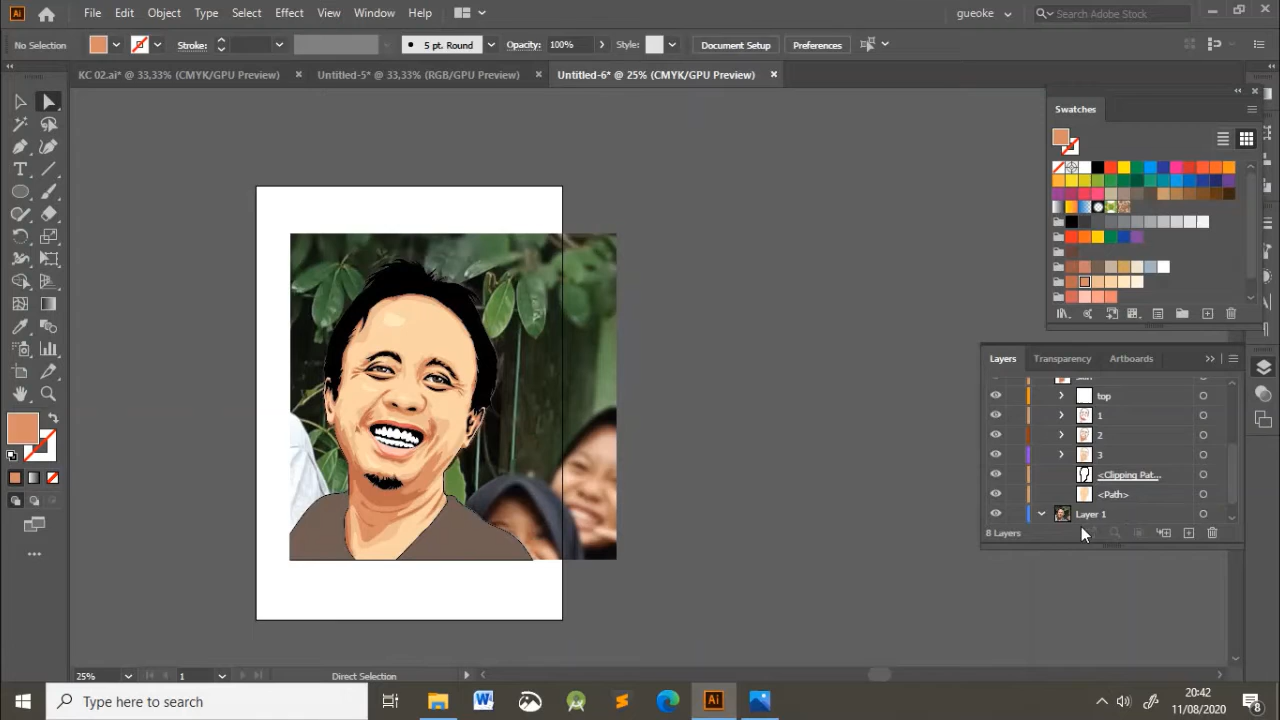 Ai File Edit Object Type Select Effect View Window Help gueoke Search Adobe Stock
No Selection Stroke: 5 pt. Round Opacity: 100% Style: Document Setup Preferences
KC 02.ai* @ 33,33% (CMYK/GPU Preview) × Untitled-5* @ 33,33% (RGB/GPU Preview) × Untitled-6* @ 25% (CMYK/GPU Preview) ×
Swatches
Layers Transparency Artboards
top
1
2
3
<Clipping Pat...
<Path>
Layer 1
8 Layers
25% 1 Direct Selection
Type here to search
W
Ai
20:42
11/08/2020
8